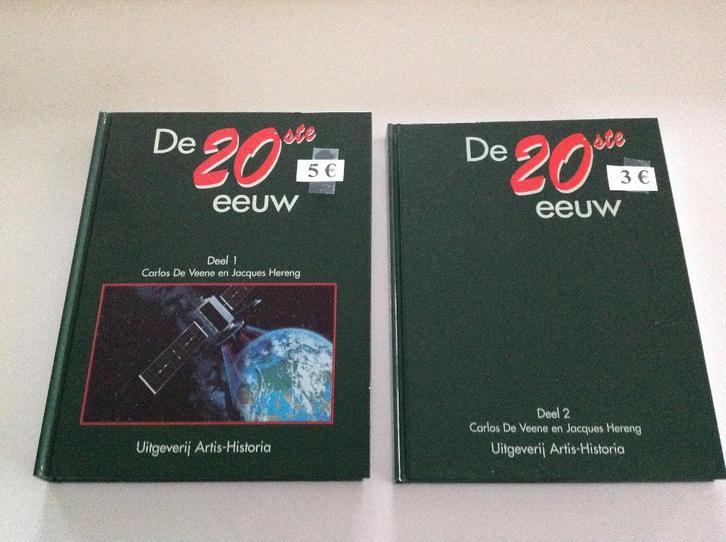 De 20ste
5 €
eeuw
Deel 1
Carlos De Veene en Jacques Hereng
Uitgeverij Artis-Historia
De 20ste
3 €
eeuw
Deel 2
Carlos De Veene en Jacques Hereng
Uitgeverij Artis-Historia